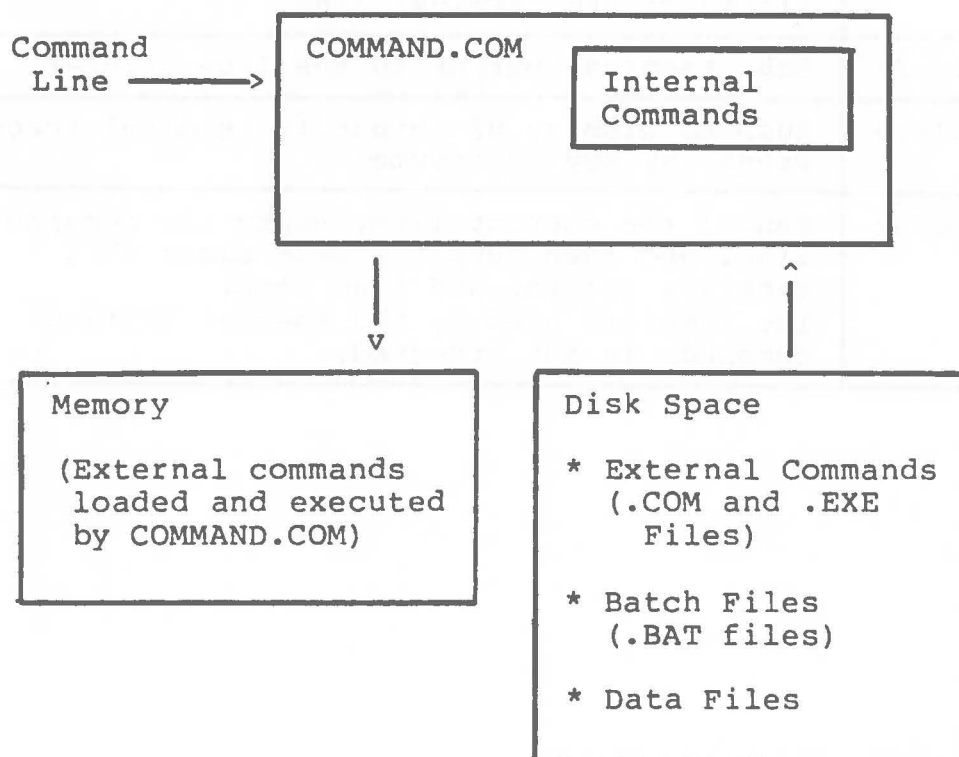 Command
Line
COMMAND.COM
Internal
Commands
Memory
(External commands
loaded and executed
by COMMAND.COM)
Disk Space
* External Commands
(.COM and .EXE
Files)
* Batch Files
(.BAT files)
* Data Files